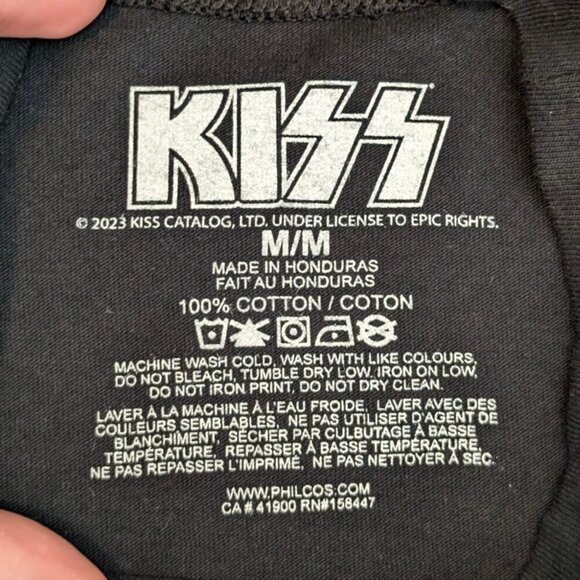 KISS
© 2023 KISS CATALOG, LTD. UNDER LICENSE TO EPIC RIGHTS.
M/M
MADE IN HONDURAS
FAIT AU HONDURAS
100% COTTON / COTON
MACHINE WASH COLD, WASH WITH LIKE COLOURS,
DO NOT BLEACH, TUMBLE DRY LOW, IRON ON LOW,
DO NOT IRON PRINT, DO NOT DRY CLEAN.
LAVER À LA MACHINE À L'EAU FROIDE, LAVER AVEC DES
COULEURS SEMBLABLES, NE PAS UTILISER D'AGENT DE
BLANCHIMENT, SÉCHER PAR CULBUTAGE À BASSE
TEMPÉRATURE, REPASSER À BASSE TEMPÉRATURE,
NE PAS REPASSER L'IMPRIMÉ, NE PAS NETTOYER À SEC
WWW.PHILCOS.COM
CA# 41900 RN#158447